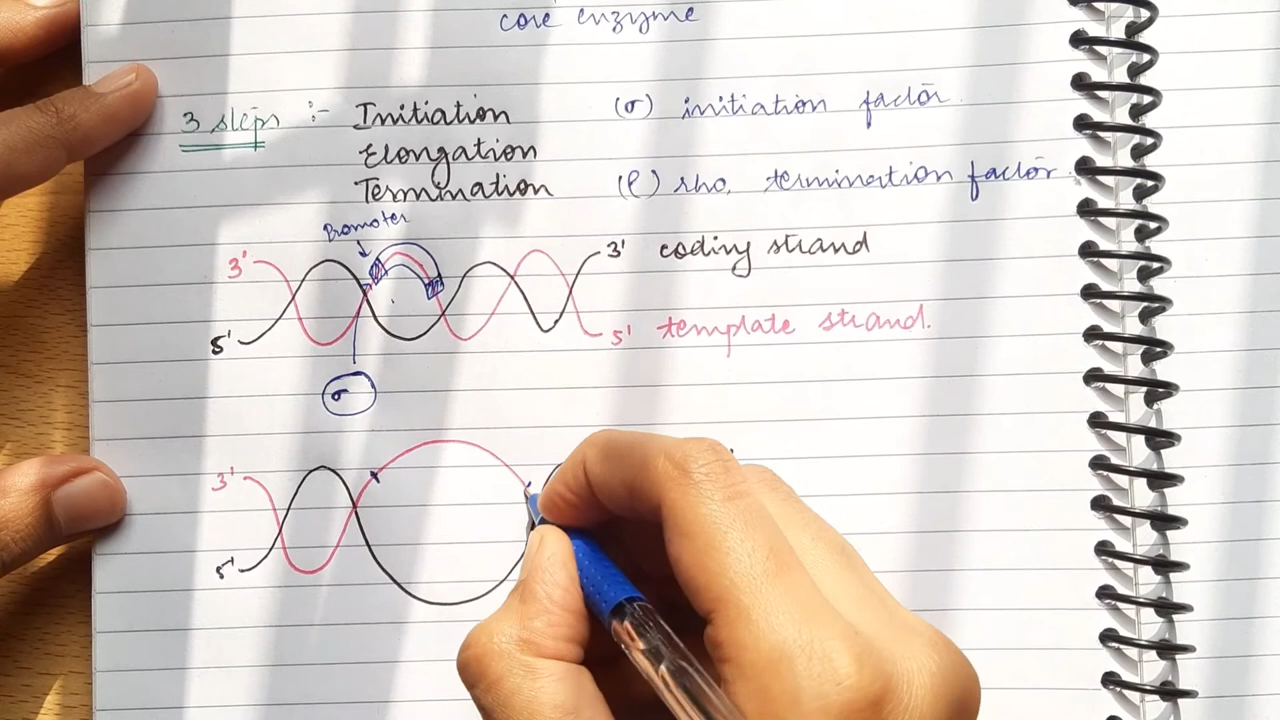 core enzyme
3 steps :- Initiation (σ) initiation factor.
Elongation
Termination (ρ) rho. termination factor.
Promoter
3' 3' coding strand
5' 5' template strand.
σ
3'
5'